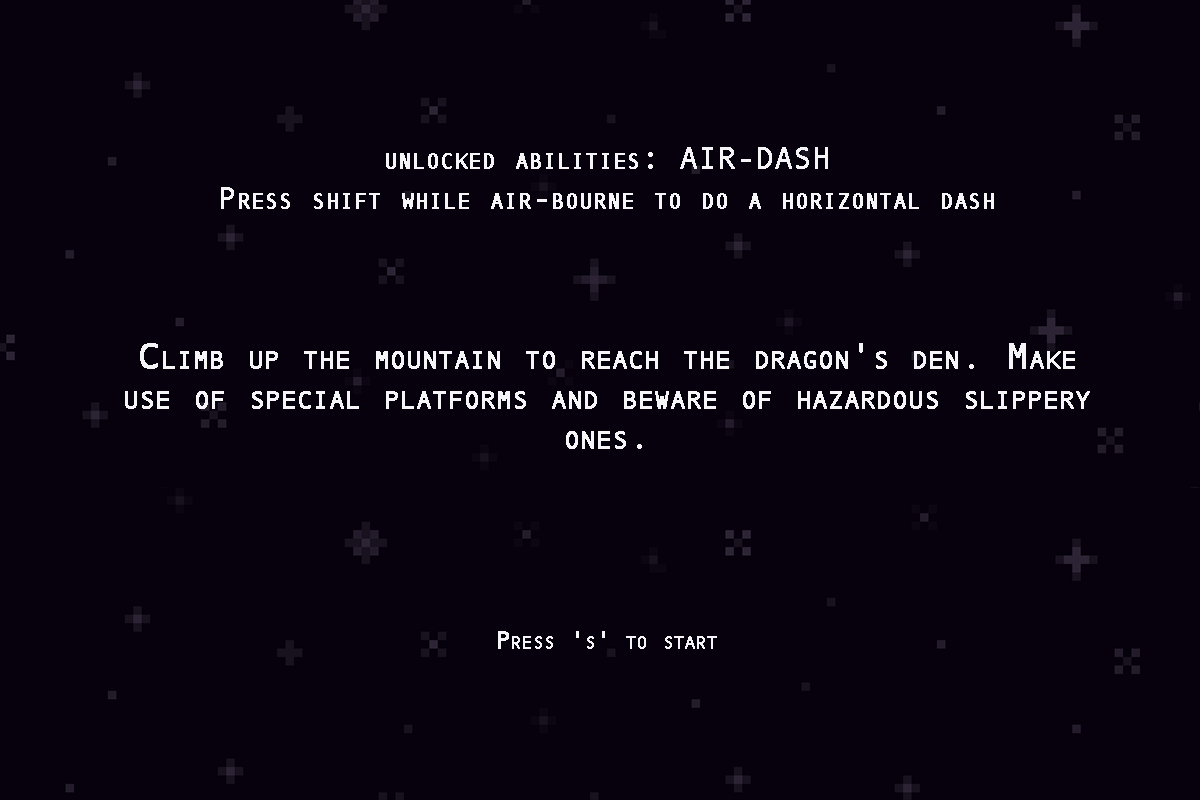 unlocked abilities: AIR-DASH
Press shift while air-bourne to do a horizontal dash
Climb up the mountain to reach the dragon's den. Make
use of special platforms and beware of hazardous slippery
ones.
Press 's' to start